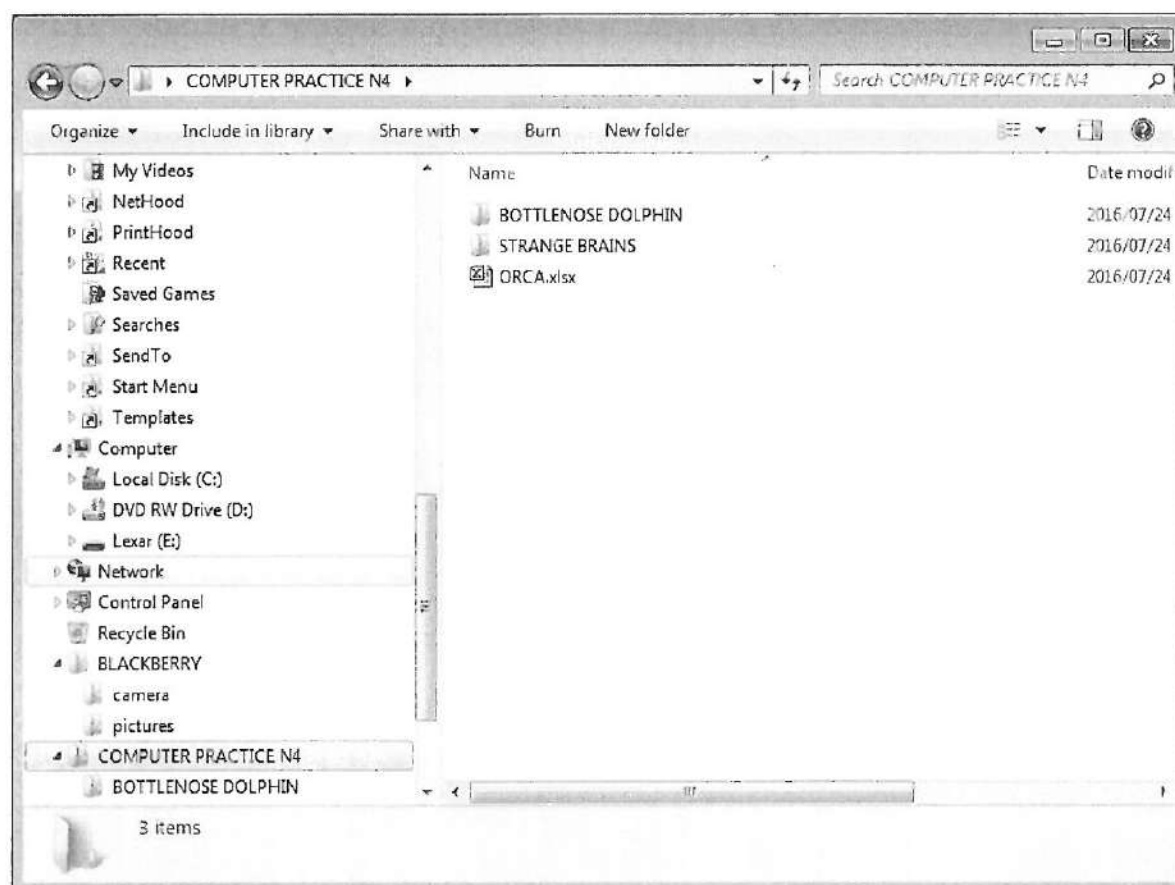 COMPUTER PRACTICE N4
Search COMPUTER PRACTICE N4
Organize Include in library Share with Burn New folder
My Videos
NetHood
PrintHood
Recent
Saved Games
Searches
SendTo
Start Menu
Templates
Computer
Local Disk (C:)
DVD RW Drive (D:)
Lexar (E:)
Network
Control Panel
Recycle Bin
BLACKBERRY
camera
pictures
COMPUTER PRACTICE N4
BOTTLENOSE DOLPHIN
Name Date modif
BOTTLENOSE DOLPHIN 2016/07/24
STRANGE BRAINS 2016/07/24
ORCA.xlsx 2016/07/24
3 items